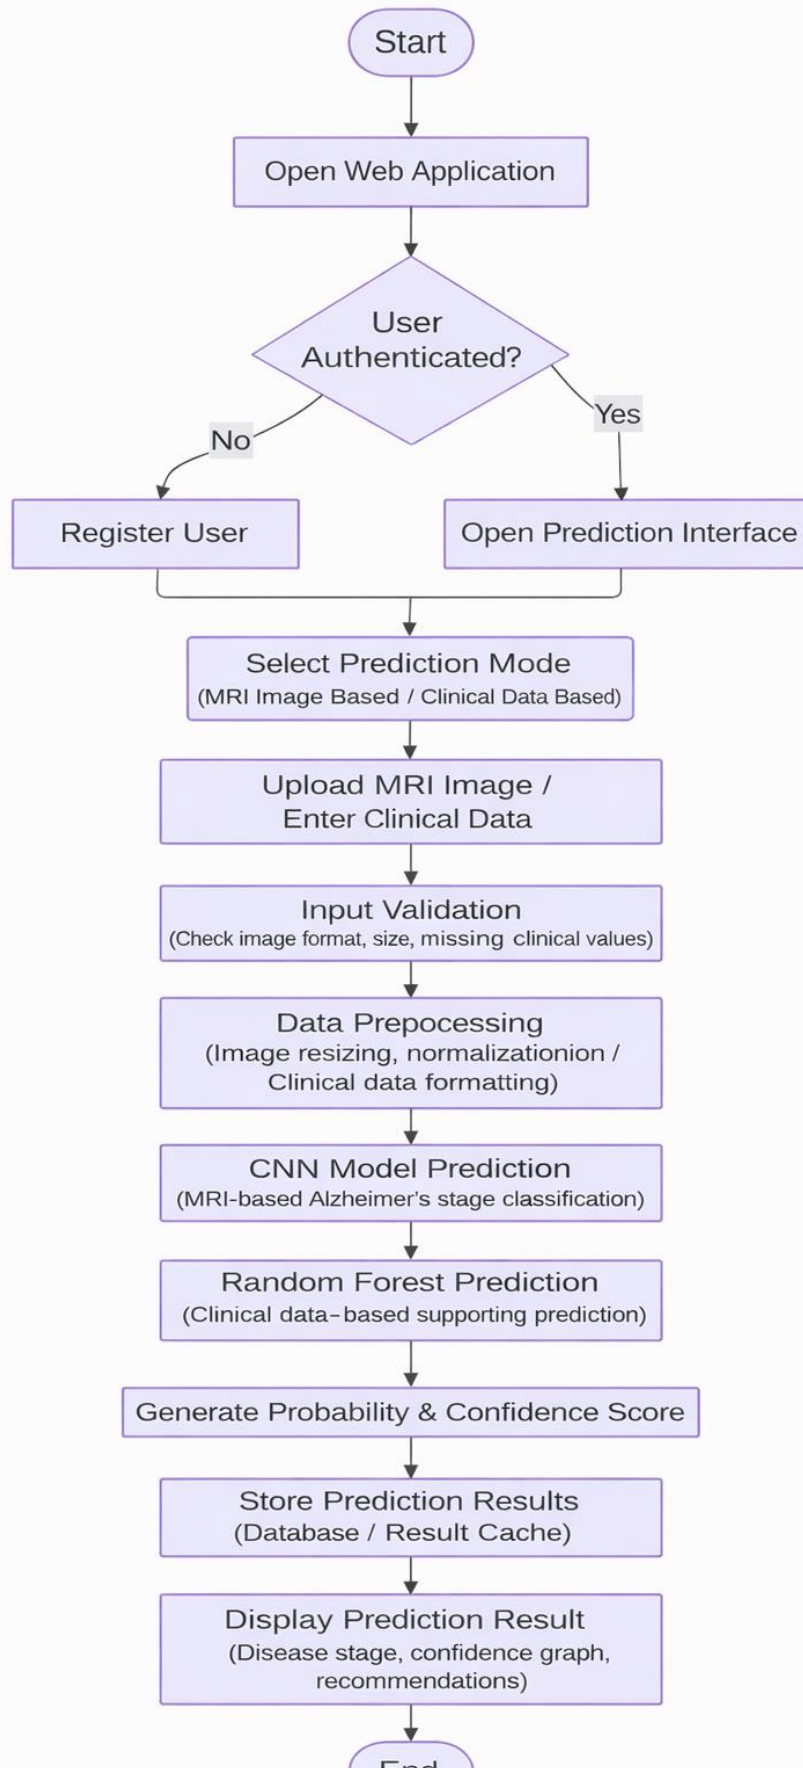 Start
Open Web Application
User
Authenticated?
No
Yes
Register User
Open Prediction Interface
Select Prediction Mode
(MRI Image Based / Clinical Data Based)
Upload MRI Image /
Enter Clinical Data
Input Validation
(Check image format, size, missing clinical values)
Data Prepocessing
(Image resizing, normalizationion /
Clinical data formatting)
CNN Model Prediction
(MRI-based Alzheimer's stage classification)
Random Forest Prediction
(Clinical data–based supporting prediction)
Generate Probability & Confidence Score
Store Prediction Results
(Database / Result Cache)
Display Prediction Result
(Disease stage, confidence graph,
recommendations)
End